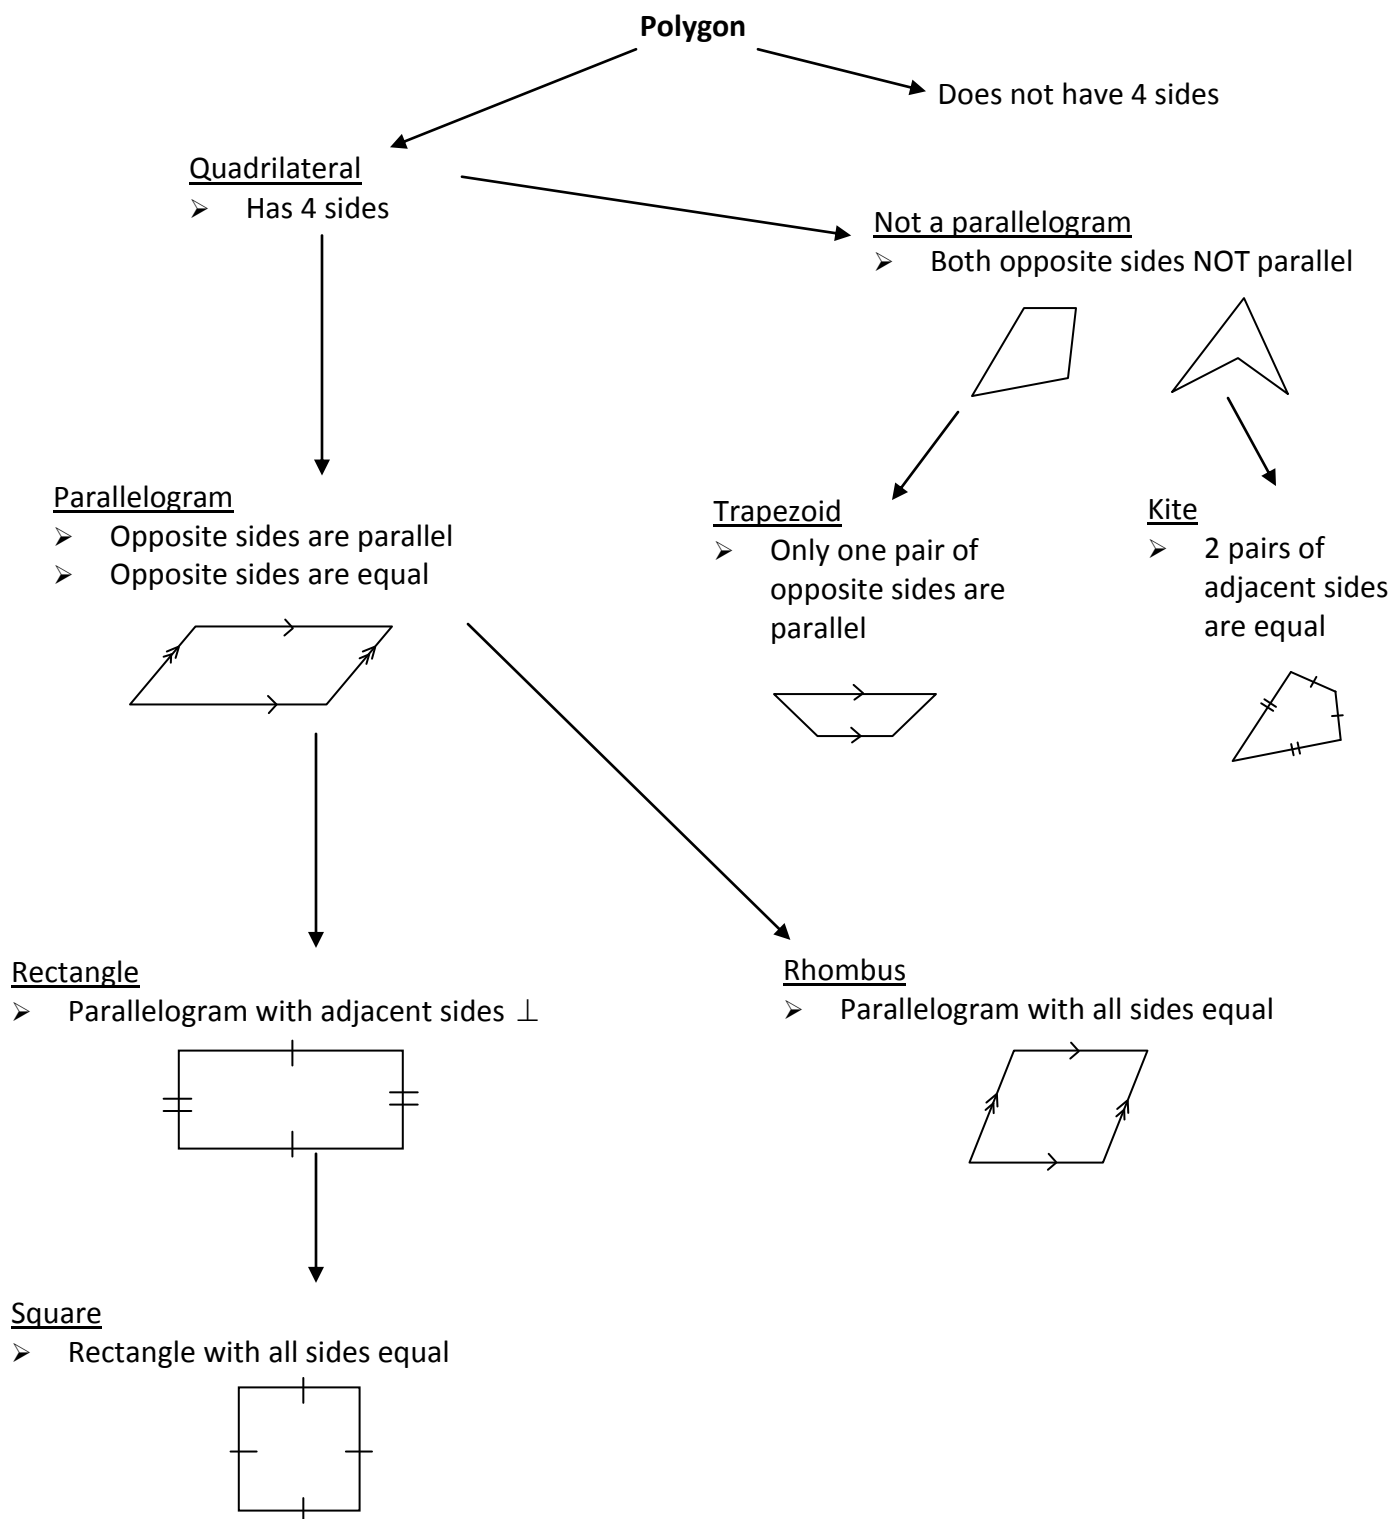 Polygon
Does not have 4 sides
Quadrilateral
➢ Has 4 sides
Not a parallelogram
➢ Both opposite sides NOT parallel
Parallelogram
➢ Opposite sides are parallel
➢ Opposite sides are equal
Trapezoid
➢ Only one pair of
opposite sides are
parallel
Kite
➢ 2 pairs of
adjacent sides
are equal
Rectangle
➢ Parallelogram with adjacent sides ⊥
Rhombus
➢ Parallelogram with all sides equal
Square
➢ Rectangle with all sides equal